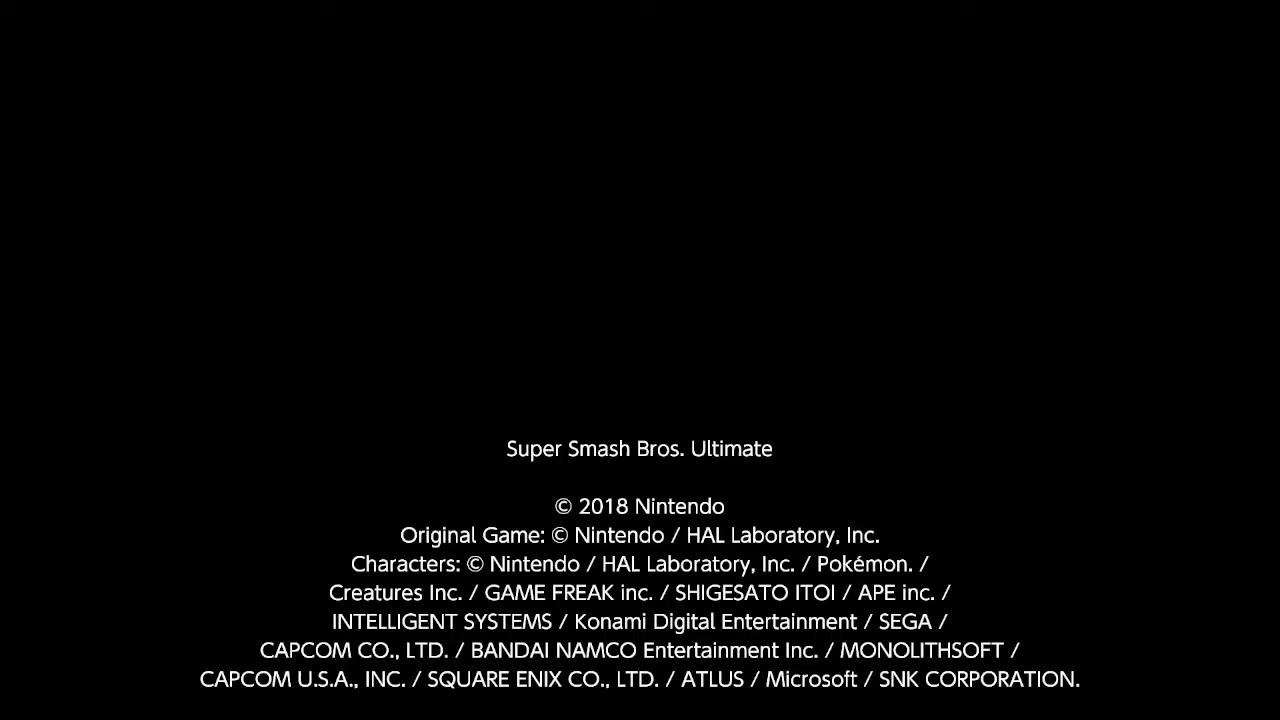 Super Smash Bros. Ultimate
© 2018 Nintendo
Original Game: © Nintendo / HAL Laboratory, Inc.
Characters: © Nintendo / HAL Laboratory, Inc. / Pokémon. /
Creatures Inc. / GAME FREAK inc. / SHIGESATO ITOI / APE inc. /
INTELLIGENT SYSTEMS / Konami Digital Entertainment / SEGA /
CAPCOM CO., LTD. / BANDAI NAMCO Entertainment Inc. / MONOLITHSOFT /
CAPCOM U.S.A., INC. / SQUARE ENIX CO., LTD. / ATLUS / Microsoft / SNK CORPORATION.